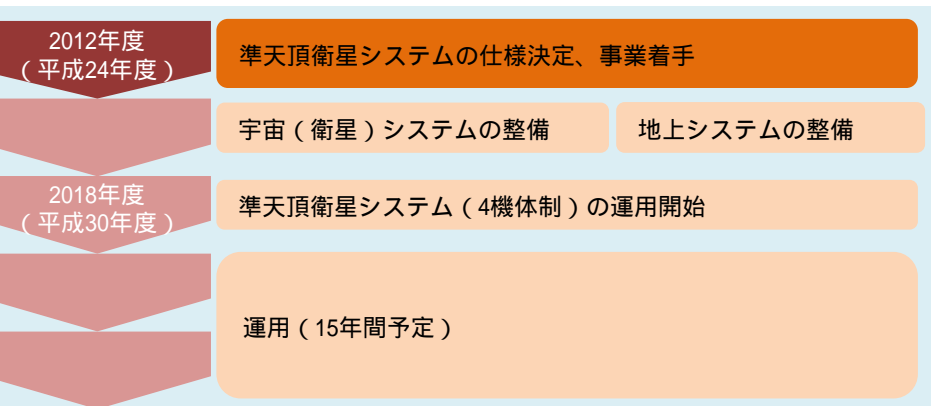 2012年度
（平成24年度）
準天頂衛星システムの仕様決定、事業着手
宇宙（衛星）システムの整備
地上システムの整備
2018年度
（平成30年度）
準天頂衛星システム（4機体制）の運用開始
運用（15年間予定）